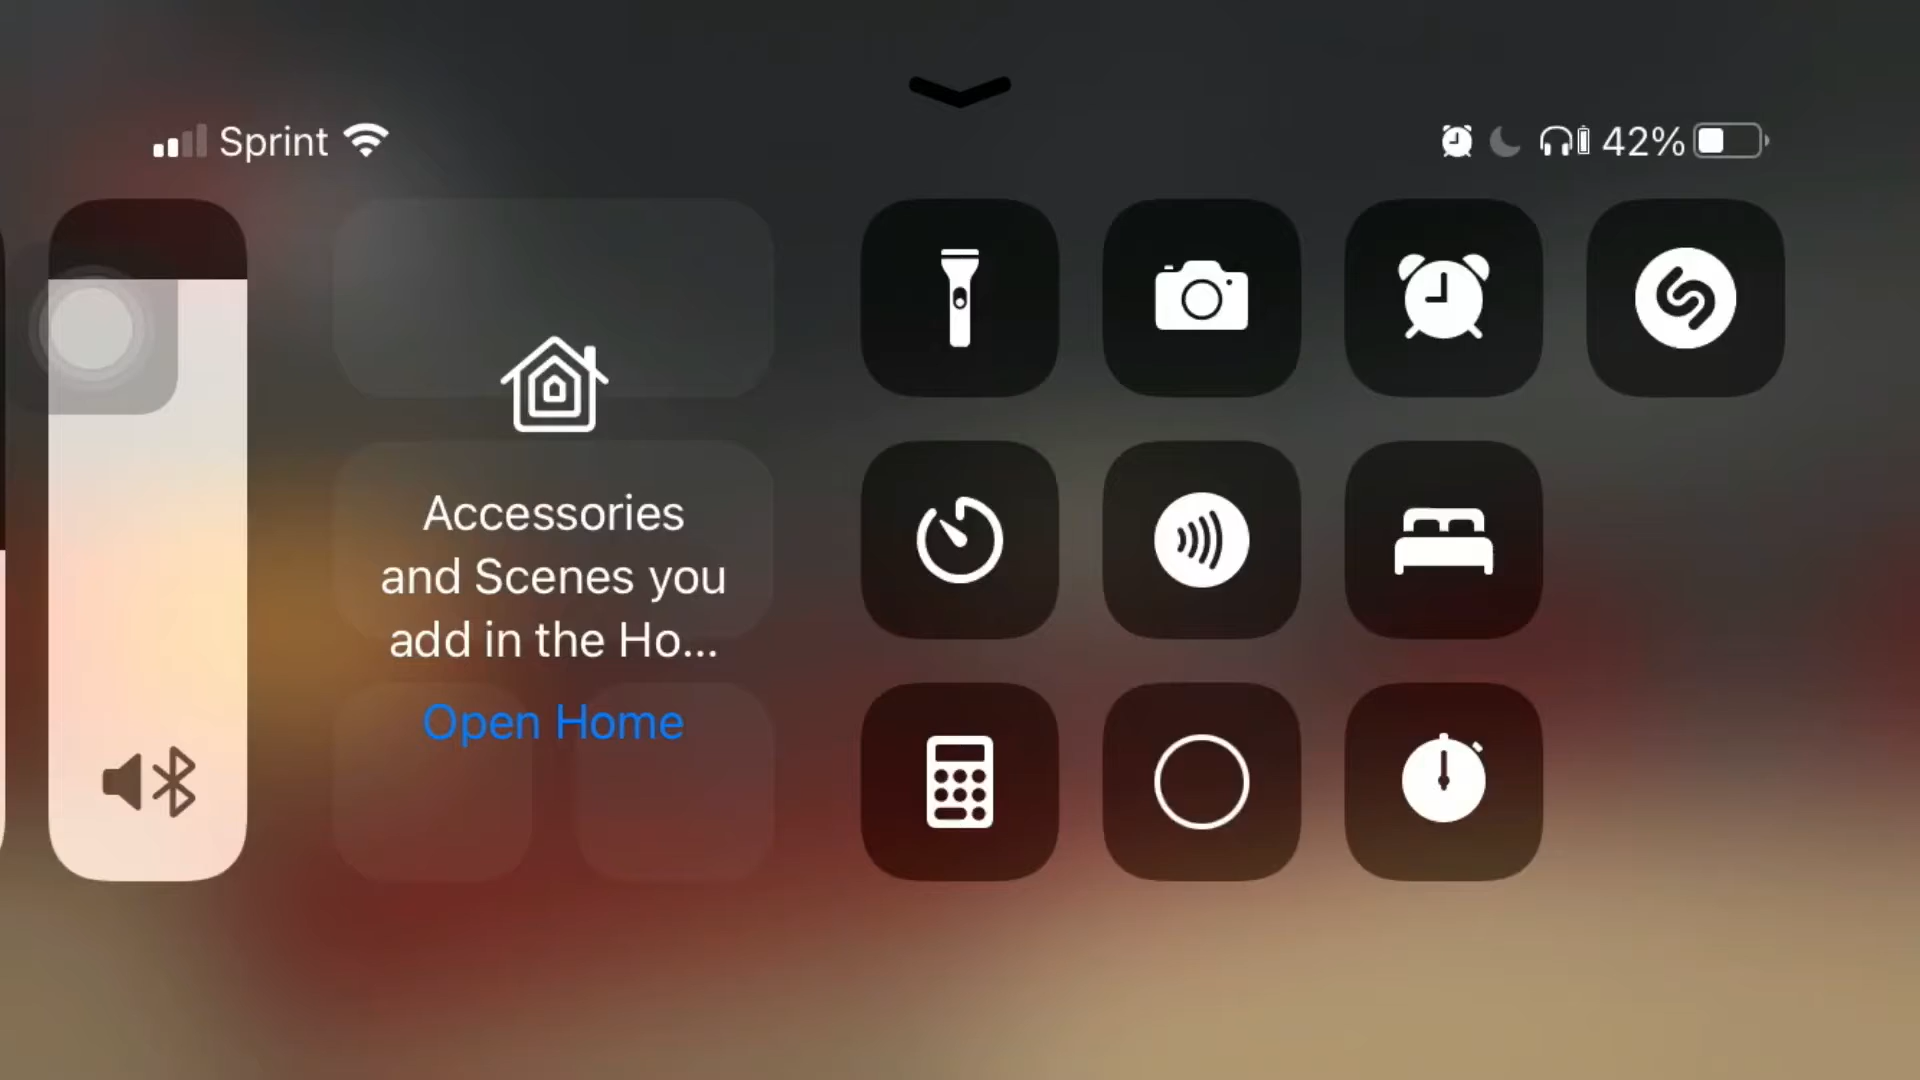 Sprint
42%
Accessories
and Scenes you
add in the Ho...
Open Home